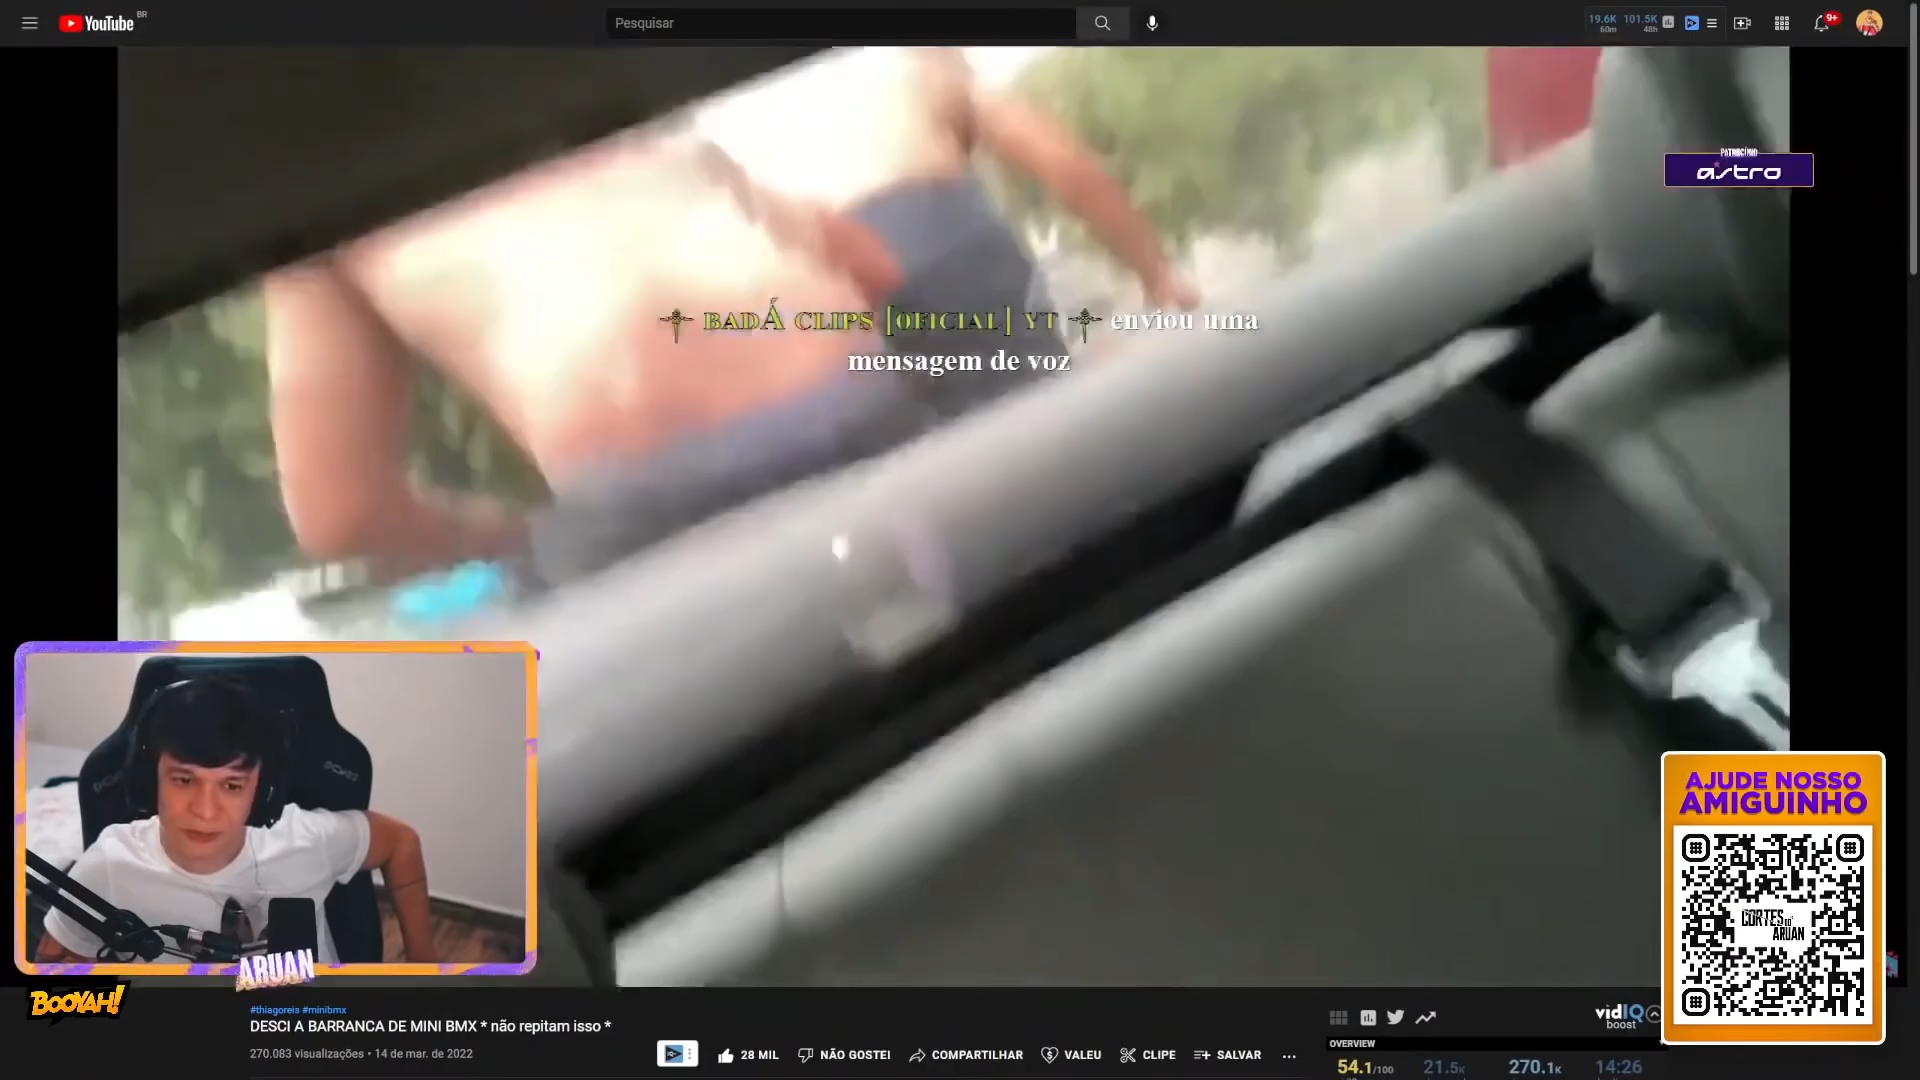 YouTube BR
Pesquisar
19.6K 101.5K
60m 48h
9+
PATROCÍNIO
astro
BADÁ CLIPS [OFICIAL] YT enviou uma
mensagem de voz
ARUAN
BOOYAH!
AJUDE NOSSO
AMIGUINHO
CORTES DO
ARUAN
#thiagoreis #minibmx
DESCI A BARRANCA DE MINI BMX * não repitam isso *
270.083 visualizações • 14 de mar. de 2022
28 MIL
NÃO GOSTEI
COMPARTILHAR
VALEU
CLIPE
SALVAR
vidIQ
boost
OVERVIEW
54.1/100 21.5K 270.1K 14:26